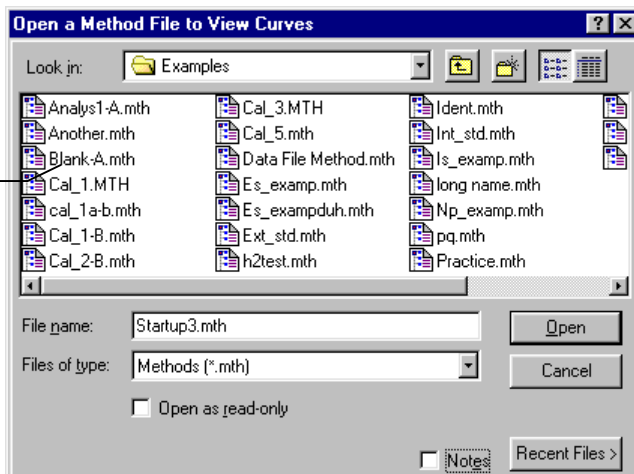 Open a Method File to View Curves
Look in: Examples
Analys1-A.mth
Another.mth
Blank-A.mth
Cal_1.MTH
cal_1a-b.mth
Cal_1-B.mth
Cal_2-B.mth
Cal_3.MTH
Cal_5.mth
Data File Method.mth
Es_examp.mth
Es_exampduh.mth
Ext_std.mth
h2test.mth
Ident.mth
Int_std.mth
Is_examp.mth
long name.mth
Np_examp.mth
pq.mth
Practice.mth
File name: Startup3.mth
Open
Files of type: Methods (*.mth)
Cancel
Open as read-only
Notes
Recent Files >